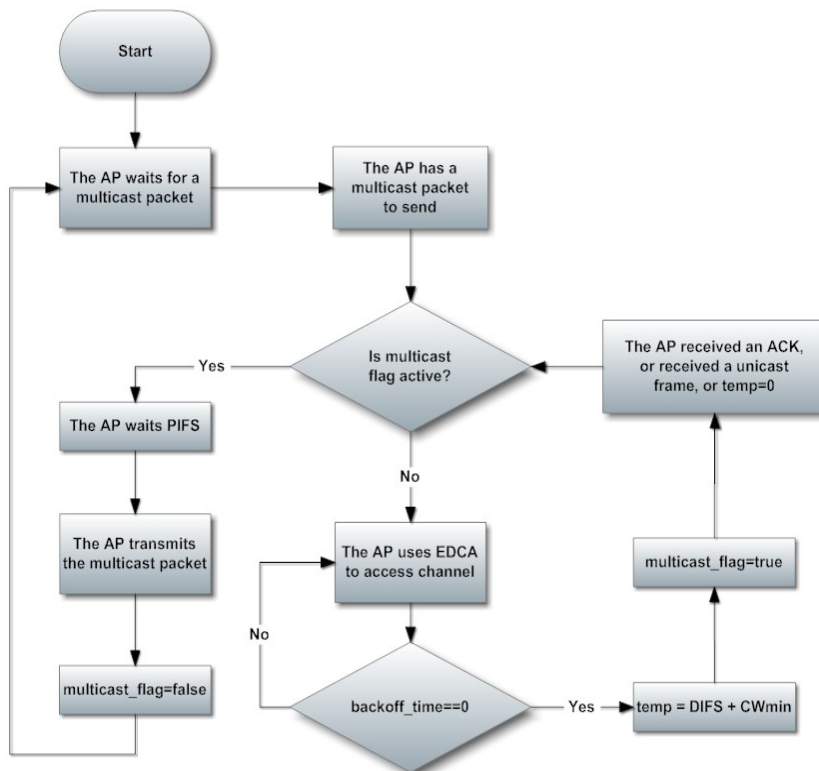 Start
The AP waits for a
multicast packet
The AP has a
multicast packet
to send
Is multicast
flag active?
Yes
No
The AP received an ACK,
or received a unicast
frame, or temp=0
The AP waits PIFS
The AP transmits
the multicast packet
multicast_flag=false
The AP uses EDCA
to access channel
No
backoff_time==0
Yes
temp = DIFS + CWmin
multicast_flag=true